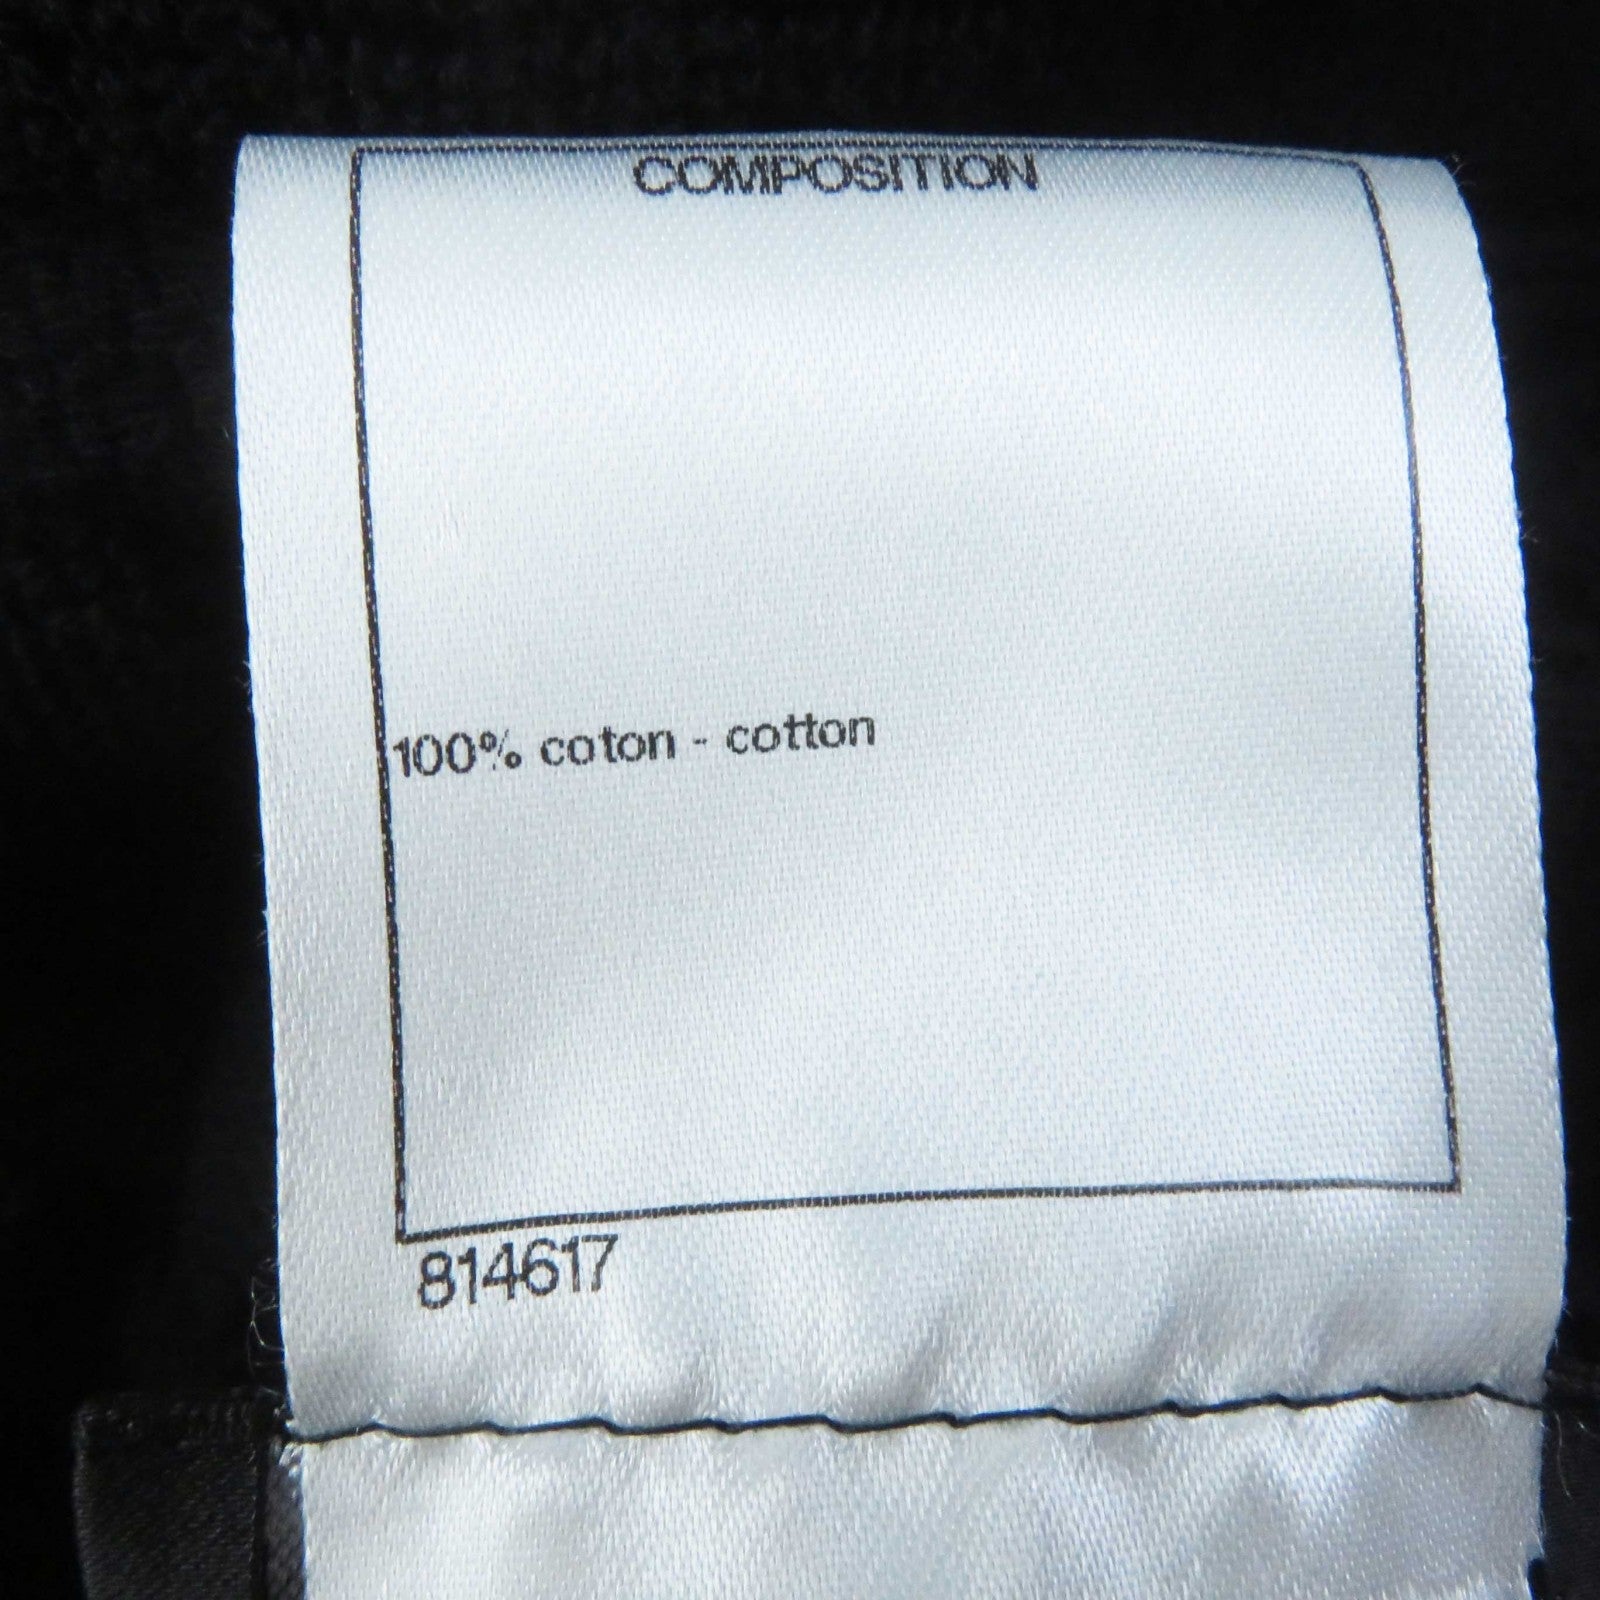 COMPOSITION
100% coton - cotton
814617